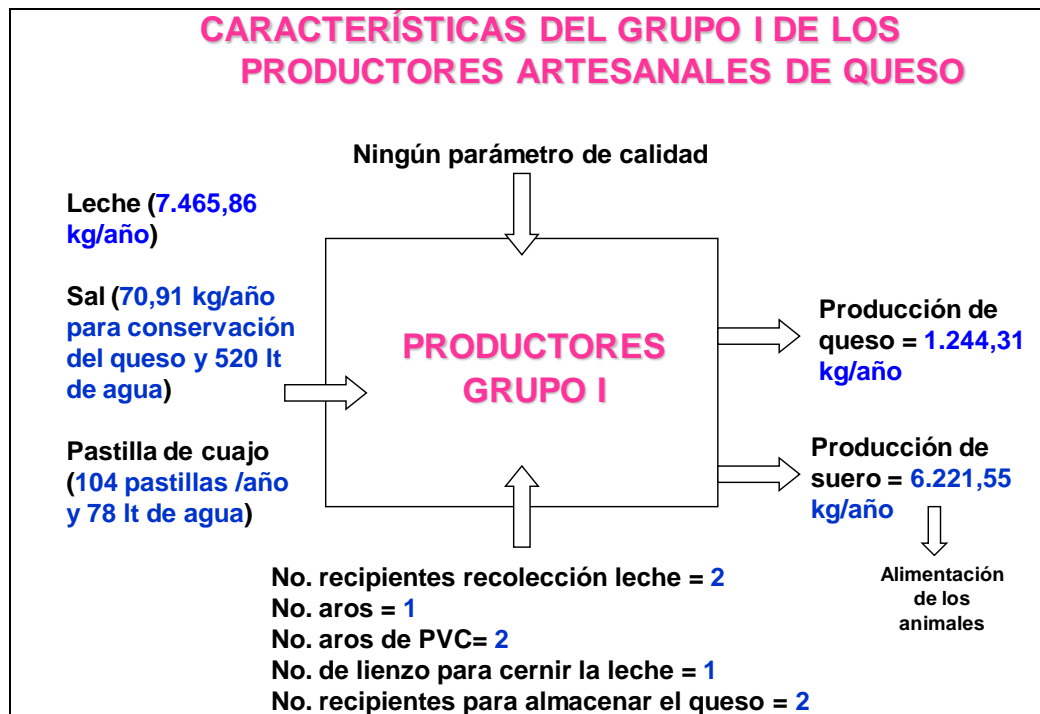 CARACTERÍSTICAS DEL GRUPO I DE LOS
PRODUCTORES ARTESANALES DE QUESO
Ningún parámetro de calidad
Leche (7.465,86
kg/año)
Sal (70,91 kg/año
para conservación
del queso y 520 lt
de agua)
Pastilla de cuajo
(104 pastillas /año
y 78 lt de agua)
PRODUCTORES
GRUPO I
Producción de
queso = 1.244,31
kg/año
Producción de
suero = 6.221,55
kg/año
Alimentación
de los
animales
No. recipientes recolección leche = 2
No. aros = 1
No. aros de PVC= 2
No. de lienzo para cernir la leche = 1
No. recipientes para almacenar el queso = 2